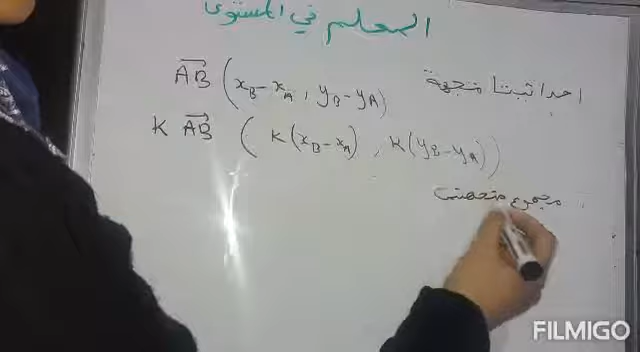 المعلم في المستوى
احداثيتا متجهة
AB⃗ (x_B - x_A , y_B - y_A)
K AB⃗ ( K(x_B - x_A) , K(y_B - y_A))
مجموع متجهتين
FILMIGO